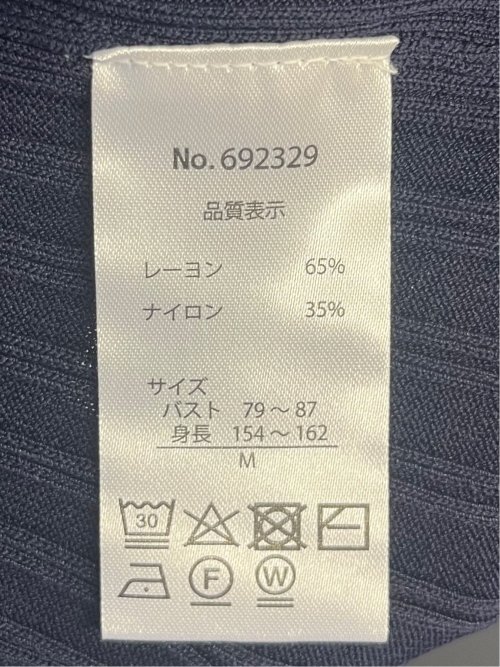 No. 692329
品質表示
レーヨン 65%
ナイロン 35%
サイズ
バスト 79～87
身長 154～162
M
30
F W